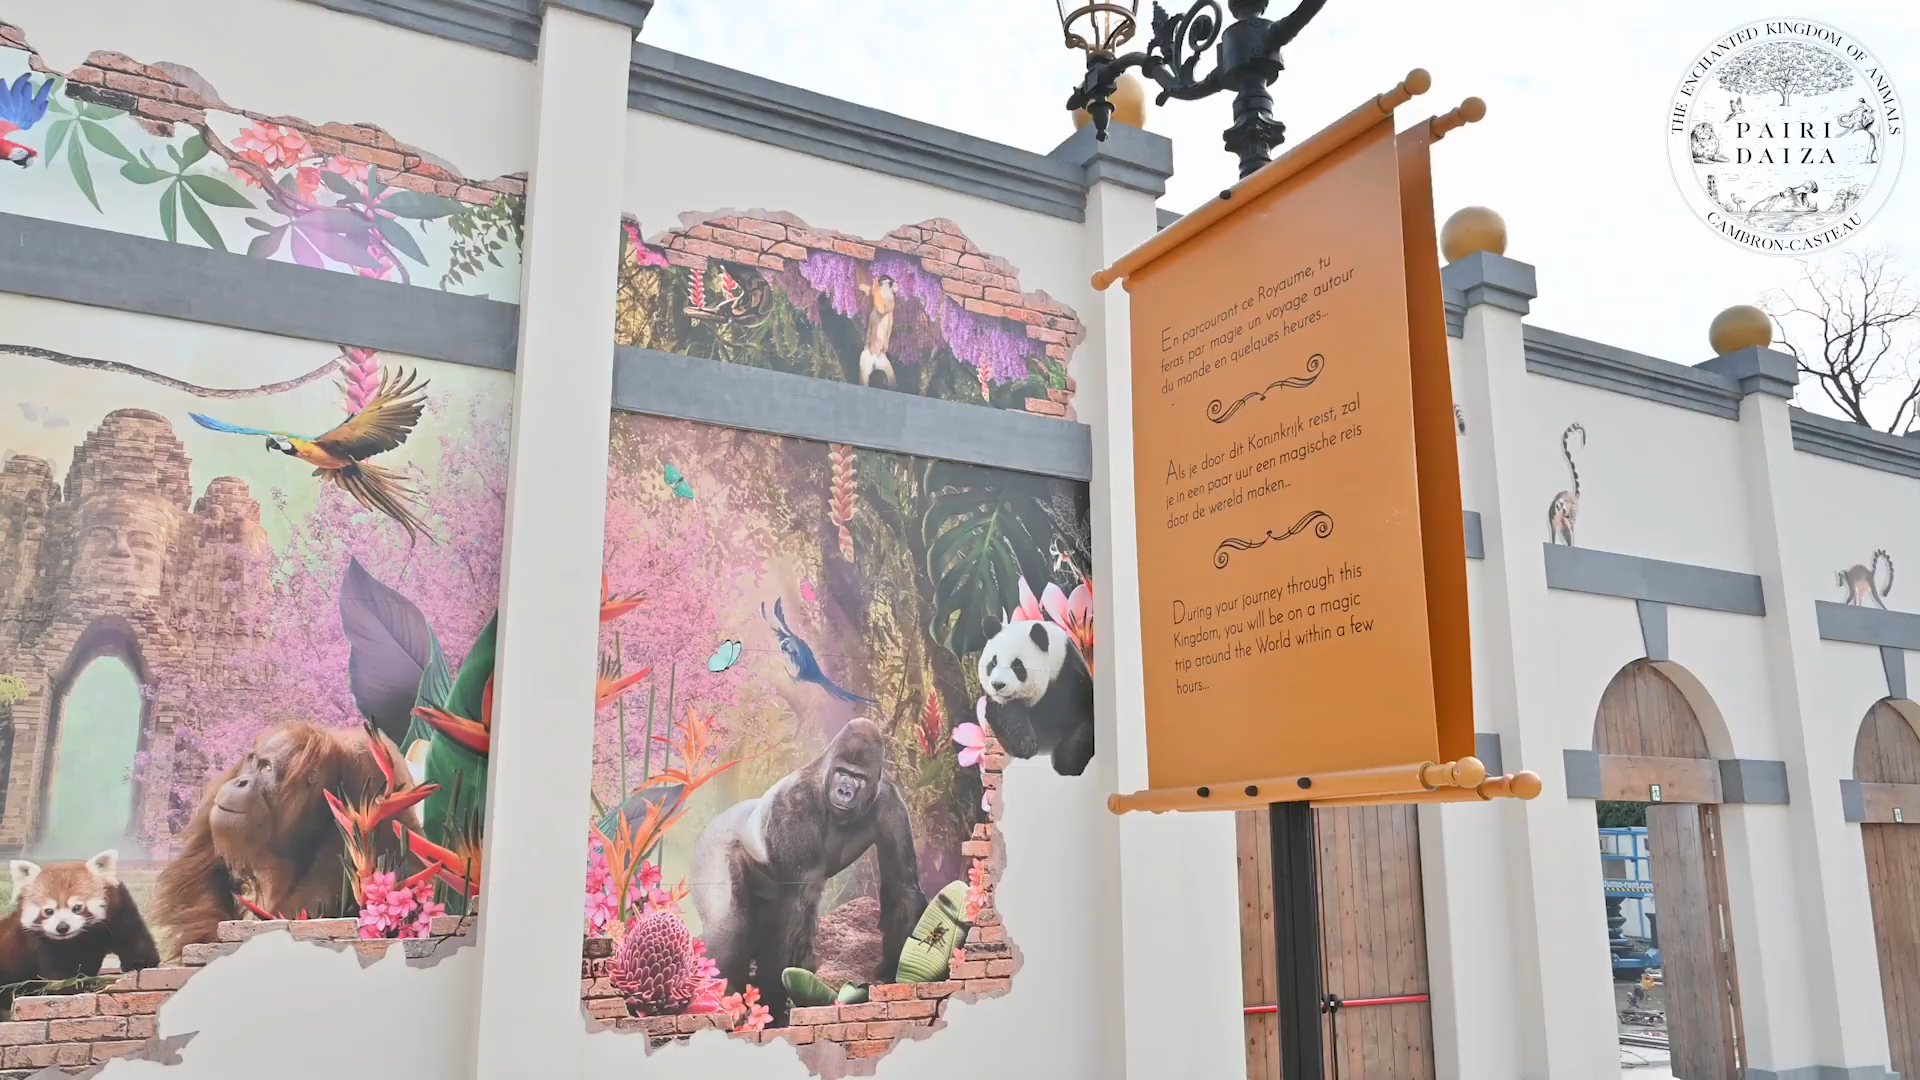 THE ENCHANTED KINGDOM OF ANIMALS
PAIRI
DAIZA
CAMBRON-CASTEAU
En parcourant ce Royaume, tu
feras par magie un voyage autour
du monde en quelques heures...
Als je door dit Koninkrijk reist, zal
je in een paar uur een magische reis
door de wereld maken...
During your journey through this
Kingdom, you will be on a magic
trip around the World within a few
hours...